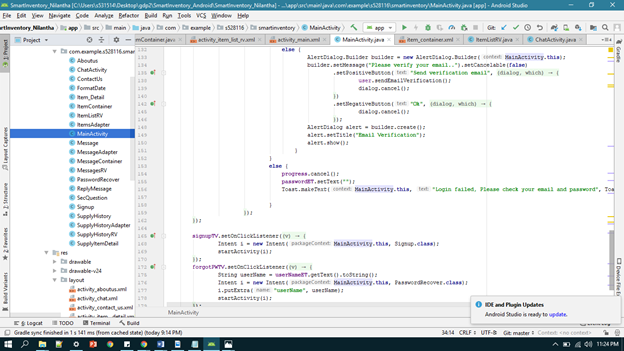 SmartInventory_Nilantha [C:\Users\s531514\Desktop\gdp2\SmartInventory_Android\SmartInventory_Nilantha] - [app] - ...\app\src\main\java\com\example\s528116\smartinventory\MainActivity.java [app] - Android Studio
File Edit View Navigate Code Analyze Refactor Build Run Tools VCS Window Help
SmartInventory_Nilantha app src main java com example s528116 smartinventory MainActivity app
Project
activity_item_list_rv.xml activity_main.xml MainActivity.java item_container.xml ItemListRV.java ChatActivity.java
com.example.s528116.smartinventory
Aboutus
ChatActivity
ContactUs
FormatDate
Item_Detail
ItemContainer
ItemListRV
ItemsAdapter
MainActivity
Message
MessageAdapter
MessageContainer
MessagesRV
PasswordRecover
ReplyMessage
SecQuestion
Signup
SupplyHistory
SupplyHistoryAdapter
SupplyHistoryRV
SupplyItemDetail
res
drawable
drawable-v24
layout
activity_aboutus.xml
activity_chat.xml
activity_contact_us.xml
else {
AlertDialog.Builder builder = new AlertDialog.Builder( context: MainActivity.this);
builder.setMessage("Please verify your email..").setCancelable(false)
.setPositiveButton( text: "Send verification email", (dialog, which) → {
user.sendEmailVerification();
dialog.cancel();
})
.setNegativeButton( text: "Ok", (dialog, which) → {
dialog.cancel();
});
AlertDialog alert = builder.create();
alert.setTitle("Email Verification");
alert.show();
}
}
else {
progress.cancel();
passwordET.setText("");
Toast.makeText( context: MainActivity.this, text: "Login failed, Please check your email and password",
}
});
});
signupTV.setOnClickListener((v) → {
Intent i = new Intent( packageContext: MainActivity.this, Signup.class);
startActivity(i);
});
forgotPWTV.setOnClickListener((v) → {
String userName = userNameET.getText().toString();
Intent i = new Intent( packageContext: MainActivity.this, PasswordRecover.class);
i.putExtra( name: "userName", userName);
startActivity(i);
MainActivity
IDE and Plugin Updates
Android Studio is ready to update.
6: Logcat TODO Terminal Build
Gradle sync finished in 1 s 141 ms (from cached state) (today 9:14 PM)
34:14 CRLF UTF-8 Git: master Context: <no context>
11:24 PM